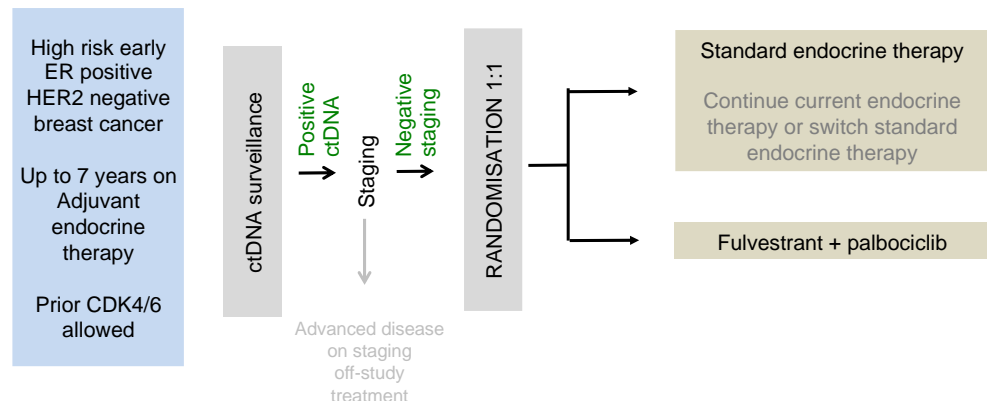 High risk early
ER positive
HER2 negative
breast cancer
Up to 7 years on
Adjuvant
endocrine
therapy
Prior CDK4/6
allowed
ctDNA surveillance
Positive
ctDNA
Staging
Negative
staging
Advanced disease
on staging
off-study
treatment
RANDOMISATION 1:1
Standard endocrine therapy
Continue current endocrine
therapy or switch standard
endocrine therapy
Fulvestrant + palbociclib